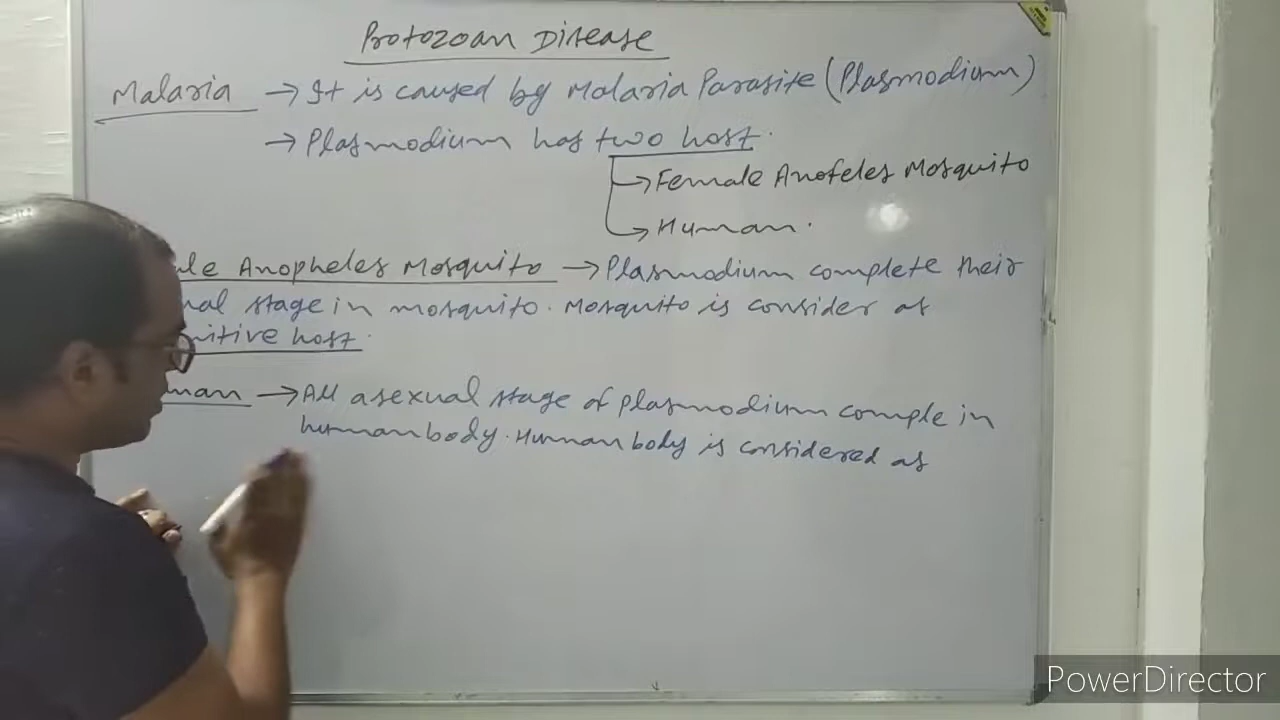 Protozoan Disease
Malaria → It is caused by Malaria Parasite (Plasmodium)
→ Plasmodium has two host.
→ Female Anofeles Mosquito
→ Human.
Anopheles Mosquito → Plasmodium complete their
stage in mosquito. Mosquito is consider as
host.
→ All asexual stage of plasmodium comple in
human body. Human body is considered as
PowerDirector